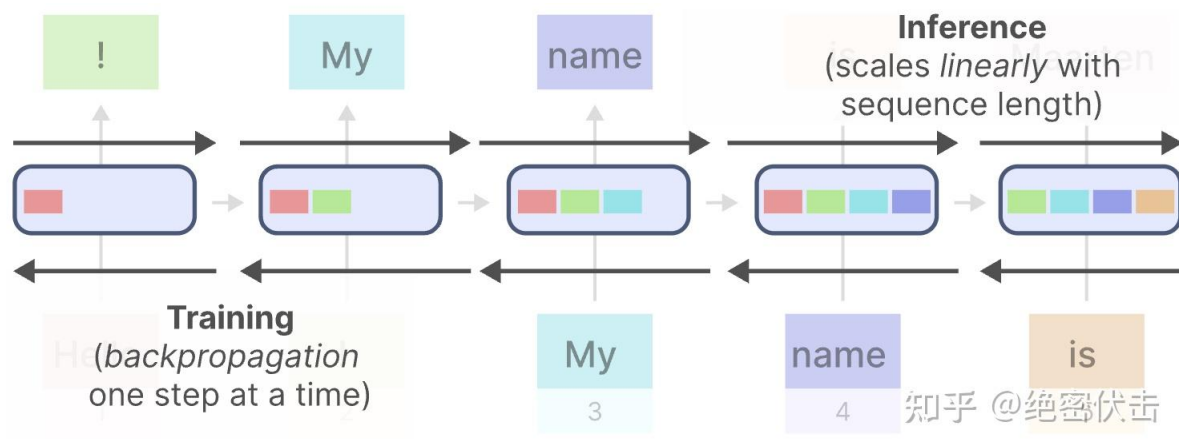 !
My
name
Inference
(scales linearly with
sequence length)
Training
(backpropagation
one step at a time)
My
name
is
3
4
知乎 @绝密伏击